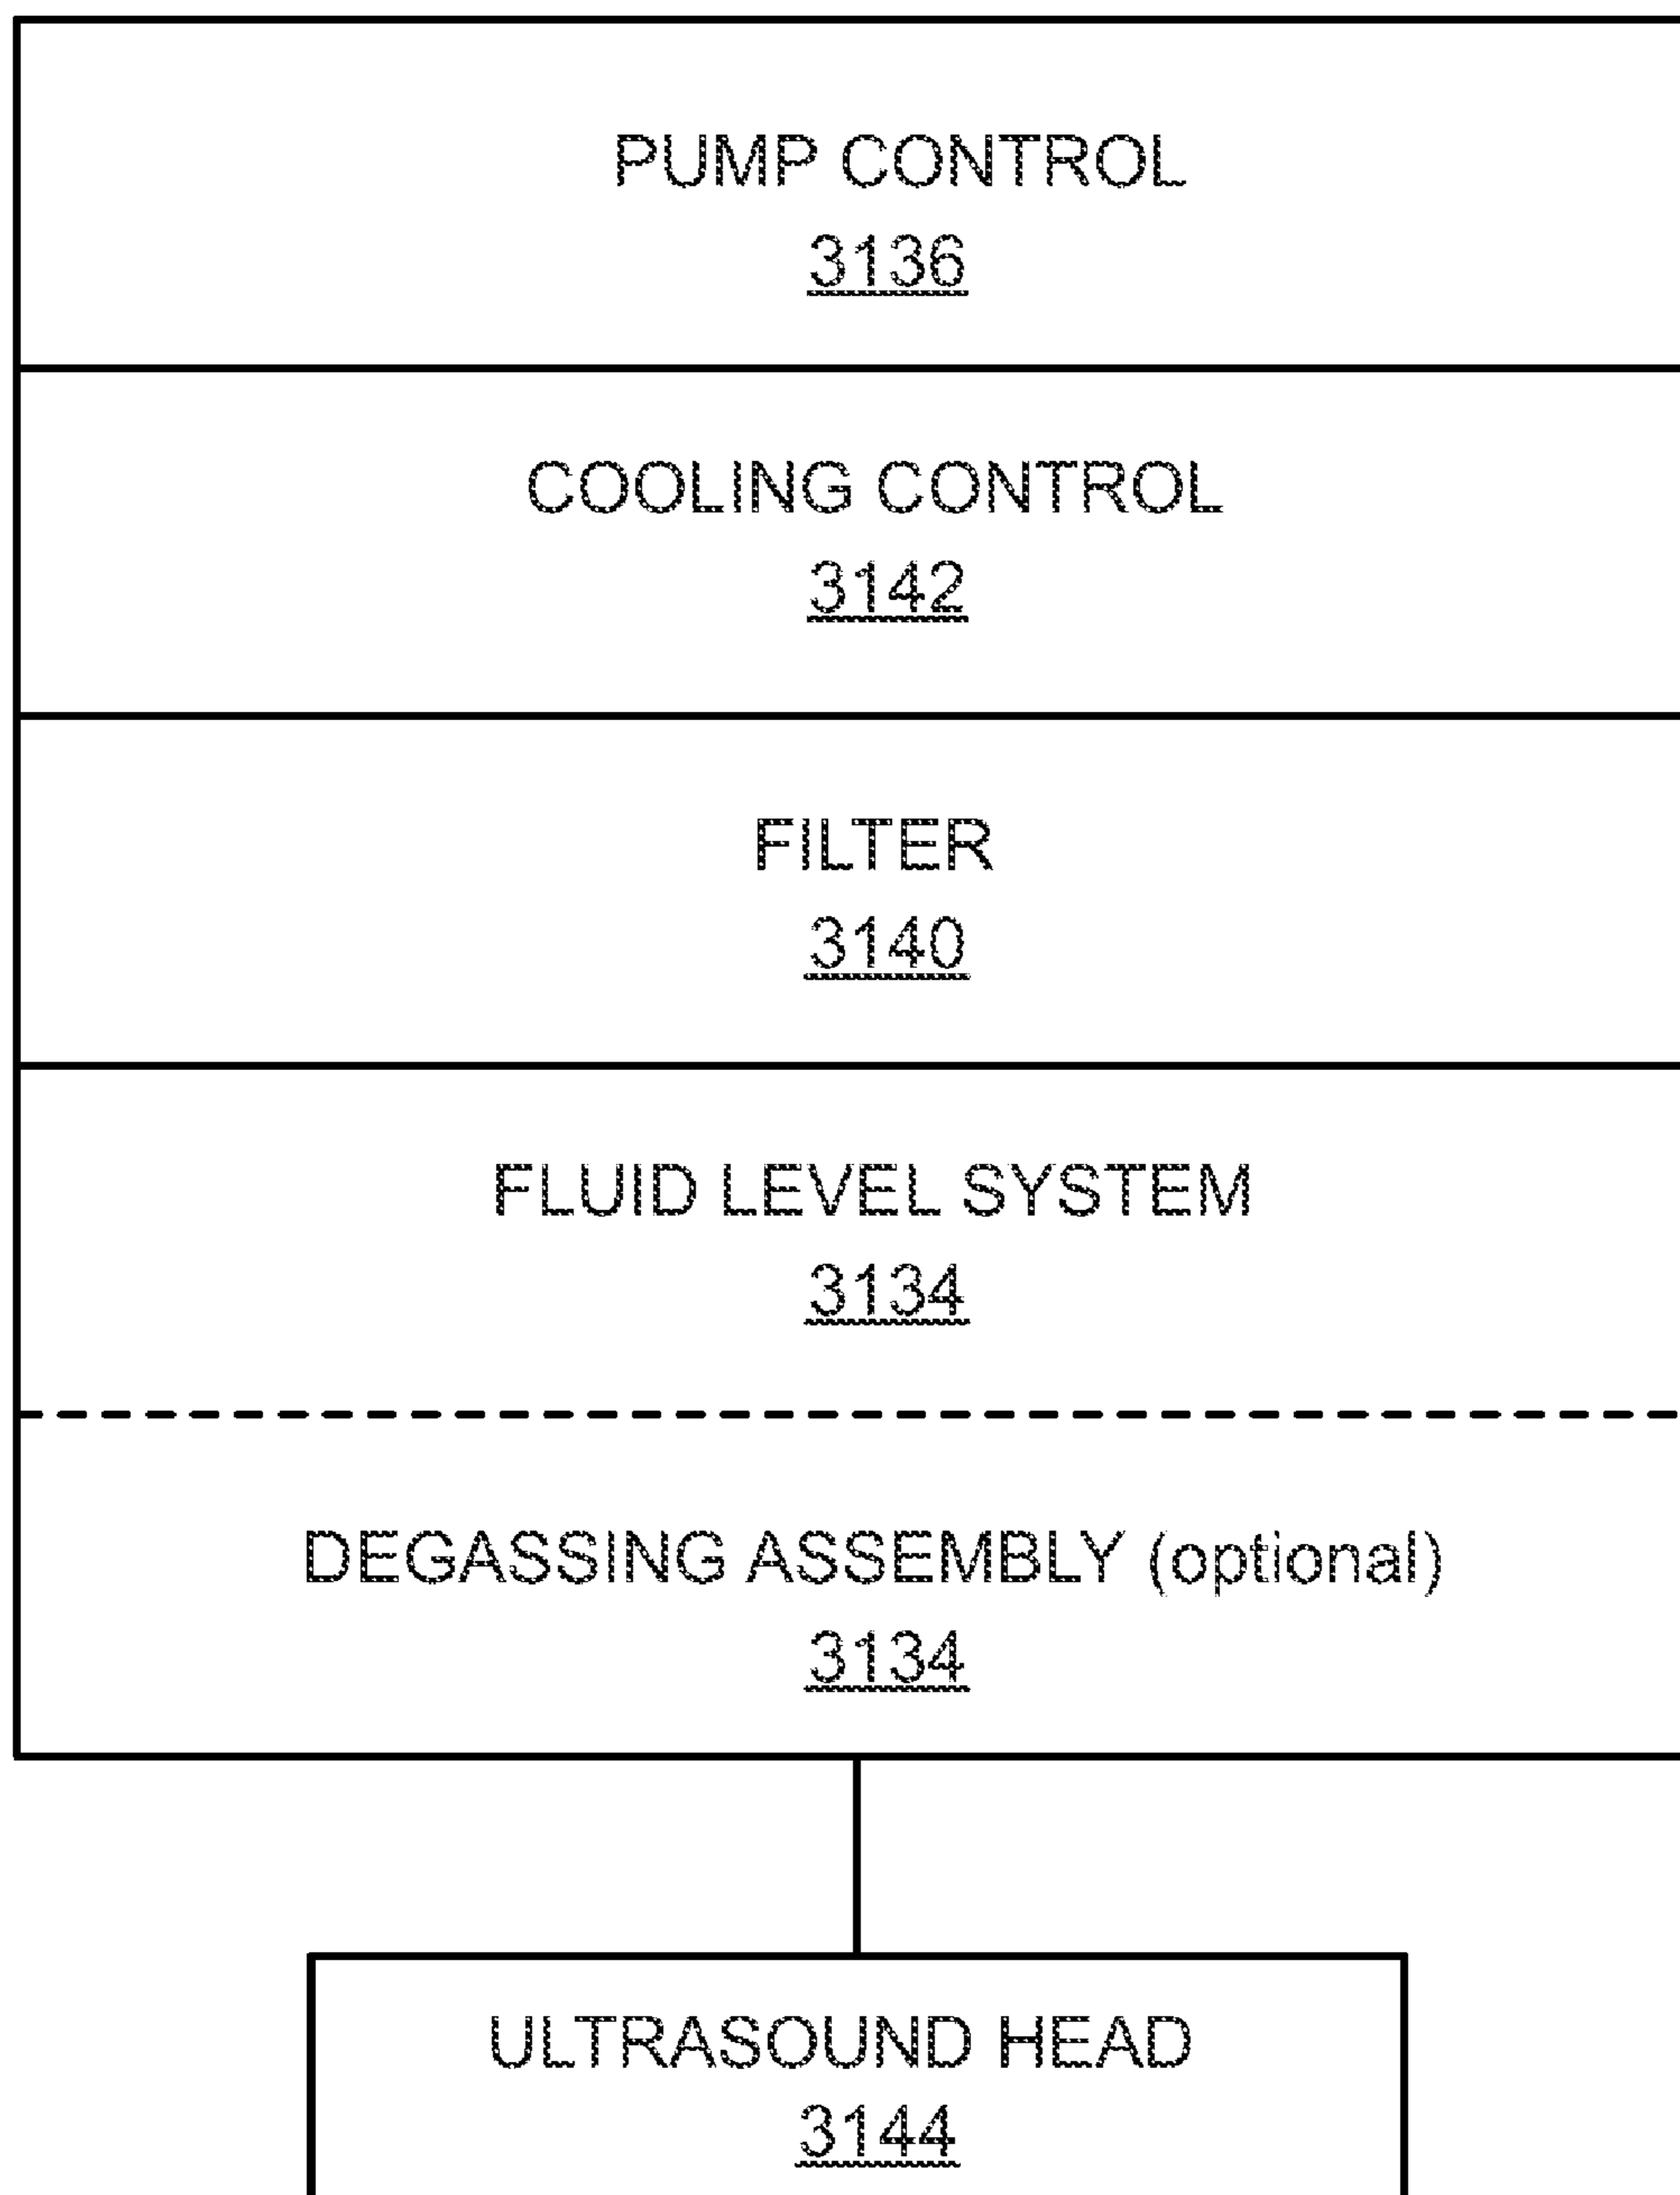 PUMP CONTROL
3136
COOLING CONTROL
3142
FILTER
3140
FLUID LEVEL SYSTEM
3134
DEGASSING ASSEMBLY (optional)
3134
ULTRASOUND HEAD
3144